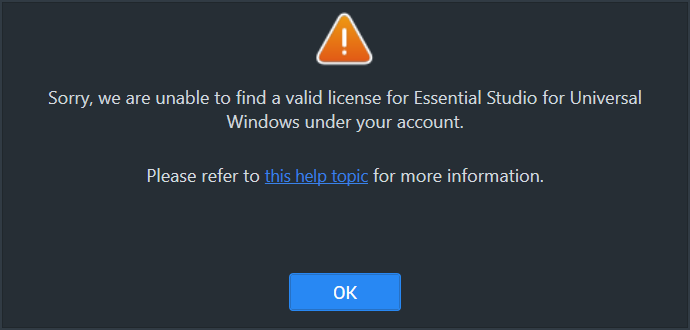 Sorry, we are unable to find a valid license for Essential Studio for Universal
Windows under your account.
Please refer to this help topic for more information.
OK